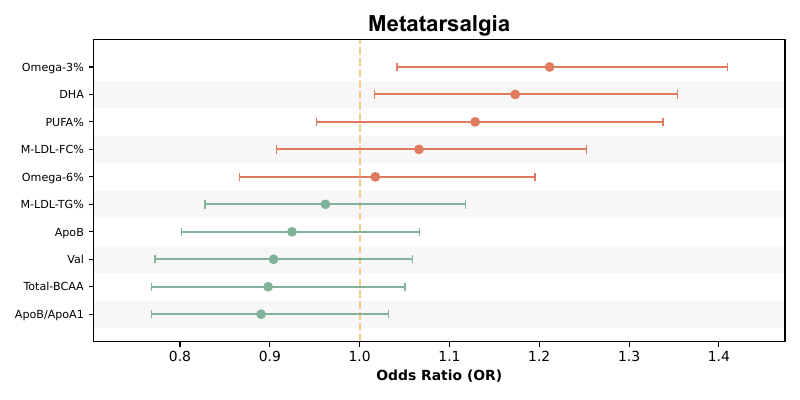 Metatarsalgia
Omega-3%
DHA
PUFA%
M-LDL-FC%
Omega-6%
M-LDL-TG%
ApoB
Val
Total-BCAA
ApoB/ApoA1
0.8 0.9 1.0 1.1 1.2 1.3 1.4
Odds Ratio (OR)